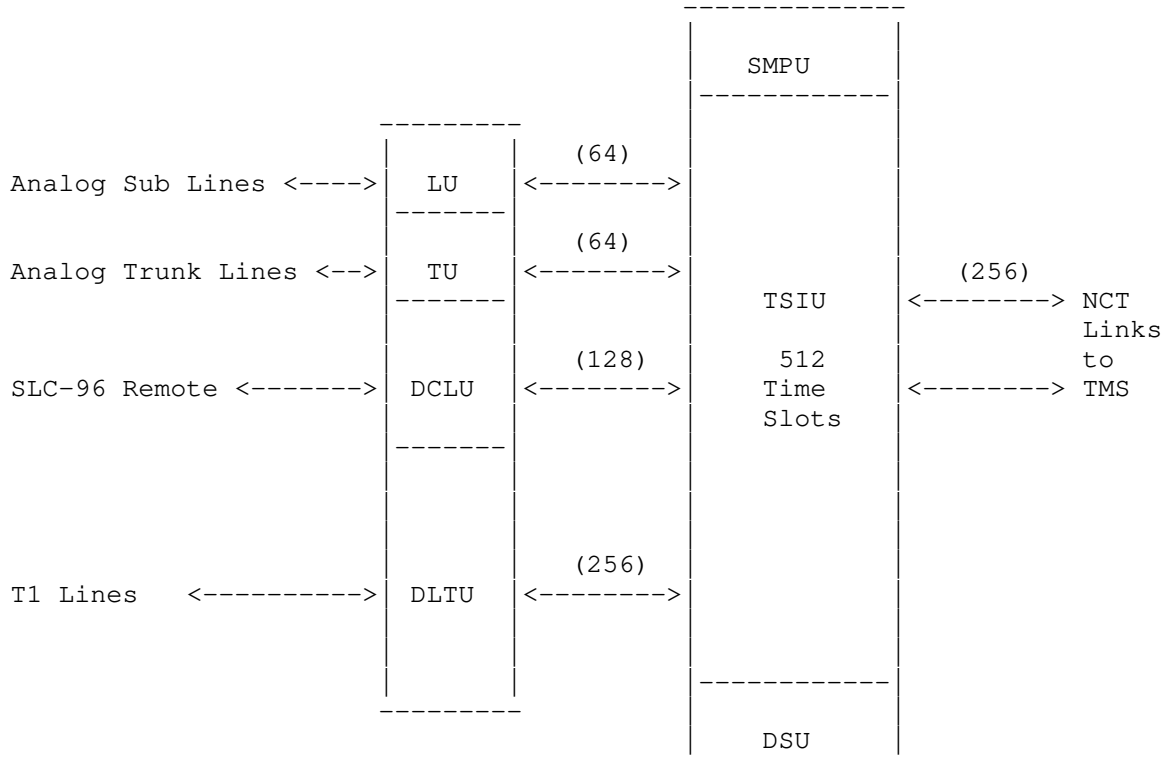 SMPU
(64)
Analog Sub Lines <----> LU <-------->
(64)
Analog Trunk Lines <--> TU <--------> (256)
TSIU <--------> NCT
Links
(128) 512 to
SLC-96 Remote <-------> DCLU <--------> Time <--------> TMS
Slots
(256)
T1 Lines <----------> DLTU <-------->
DSU